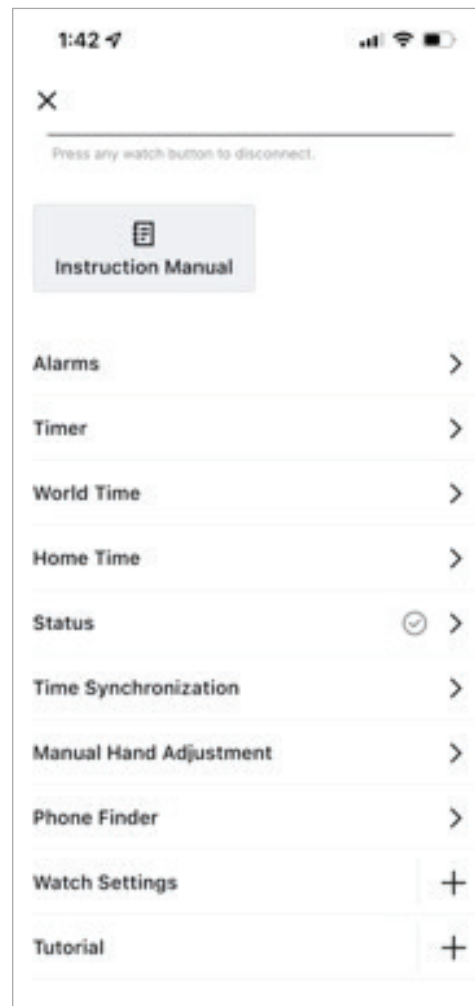 1:42
Press any watch button to disconnect.
Instruction Manual
Alarms
Timer
World Time
Home Time
Status
Time Synchronization
Manual Hand Adjustment
Phone Finder
Watch Settings
Tutorial